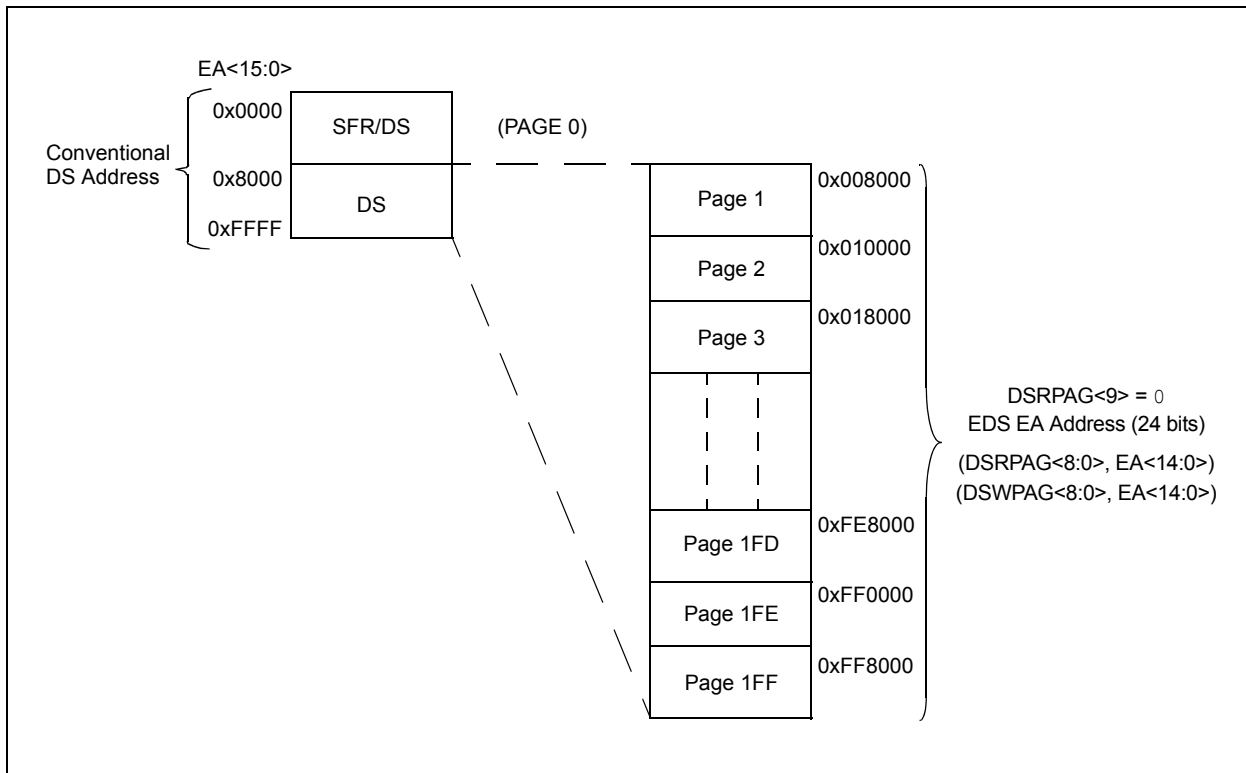 EA<15:0>
0x0000
SFR/DS
(PAGE 0)
Conventional
DS Address
0x8000
DS
0xFFFF
Page 1
0x008000
Page 2
0x010000
Page 3
0x018000
DSRPAG<9> = 0
EDS EA Address (24 bits)
(DSRPAG<8:0>, EA<14:0>)
(DSWPAG<8:0>, EA<14:0>)
Page 1FD
0xFE8000
Page 1FE
0xFF0000
Page 1FF
0xFF8000